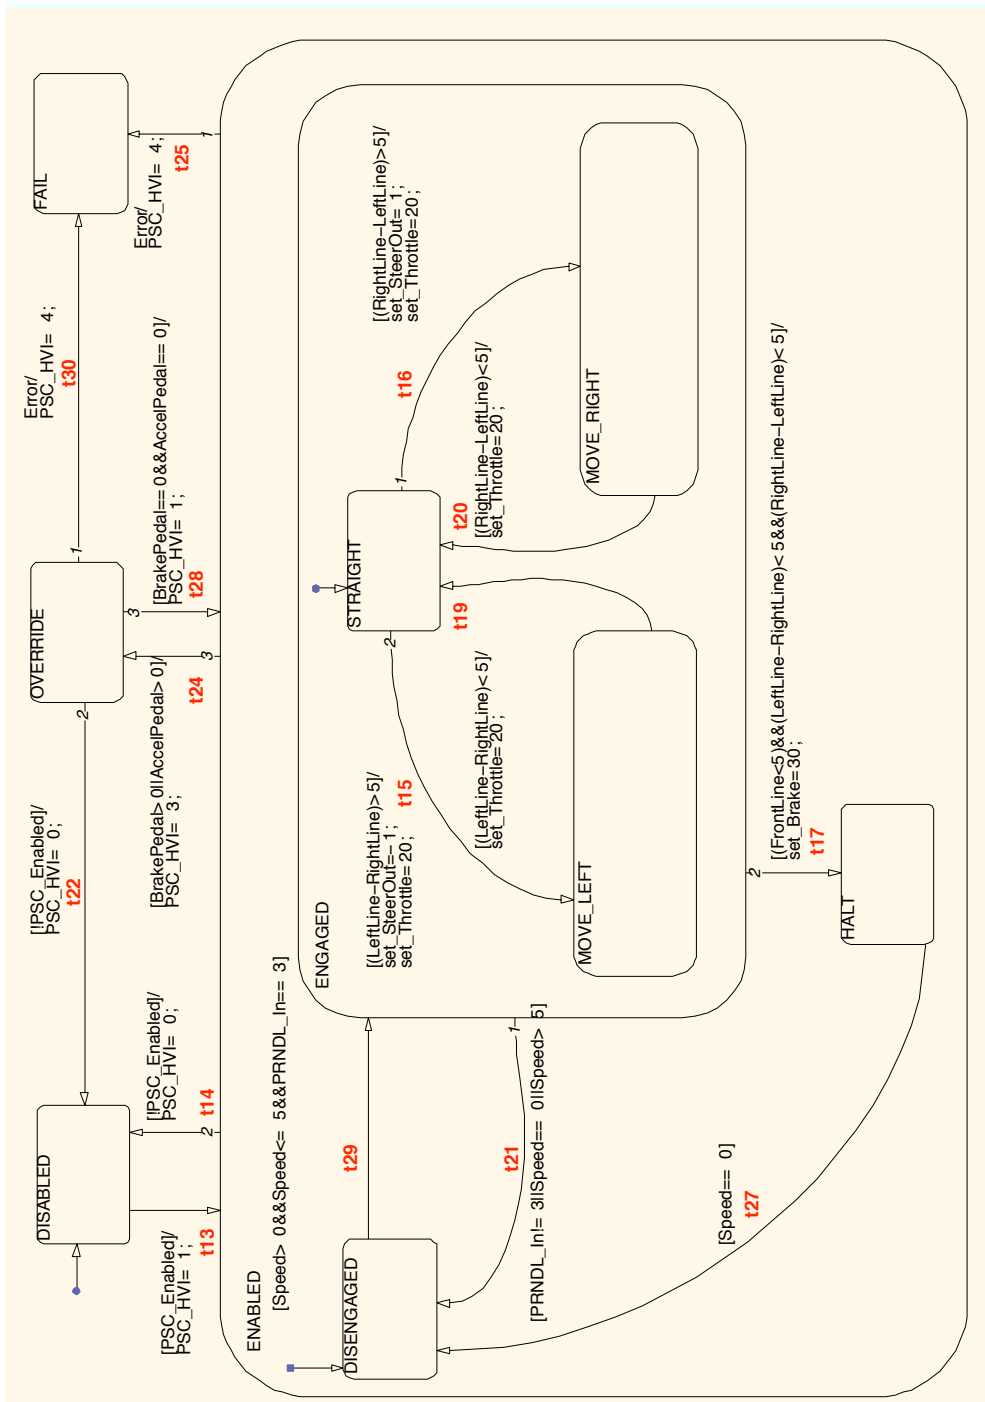 FAIL
Error/
PSC_HVI= 4;
t25
1
Error/
PSC_HVI= 4;
t30
1
OVERRIDE
[BrakePedal== 0&&AccelPedal== 0]/
PSC_HVI= 1;
t28
3
3
t24
[BrakePedal> 0||AccelPedal> 0]/
PSC_HVI= 3;
2
[!PSC_Enabled]/
PSC_HVI= 0;
t22
[!PSC_Enabled]/
PSC_HVI= 0;
t14
2
DISABLED
[PSC_Enabled]/
PSC_HVI= 1;
t13
ENABLED
[Speed> 0&&Speed<= 5&&PRNDL_In== 3]
t29
DISENGAGED
ENGAGED
1
t21
[PRNDL_In!= 3||Speed== 0||Speed> 5]
STRAIGHT
1
[(RightLine-LeftLine)>5]/
set_SteerOut= 1;
set_Throttle=20;
t16
[(RightLine-LeftLine)<5]/
set_Throttle=20;
t20
MOVE_RIGHT
2
[(LeftLine-RightLine)> 5]/
set_SteerOut=-1;
set_Throttle= 20;
t15
[(LeftLine-RightLine)< 5]/
set_Throttle= 20;
t19
MOVE_LEFT
2
[(FrontLine<5)&&(LeftLine-RightLine)< 5&&(RightLine-LeftLine)< 5]/
set_Brake=30;
t17
HALT
[Speed== 0]
t27